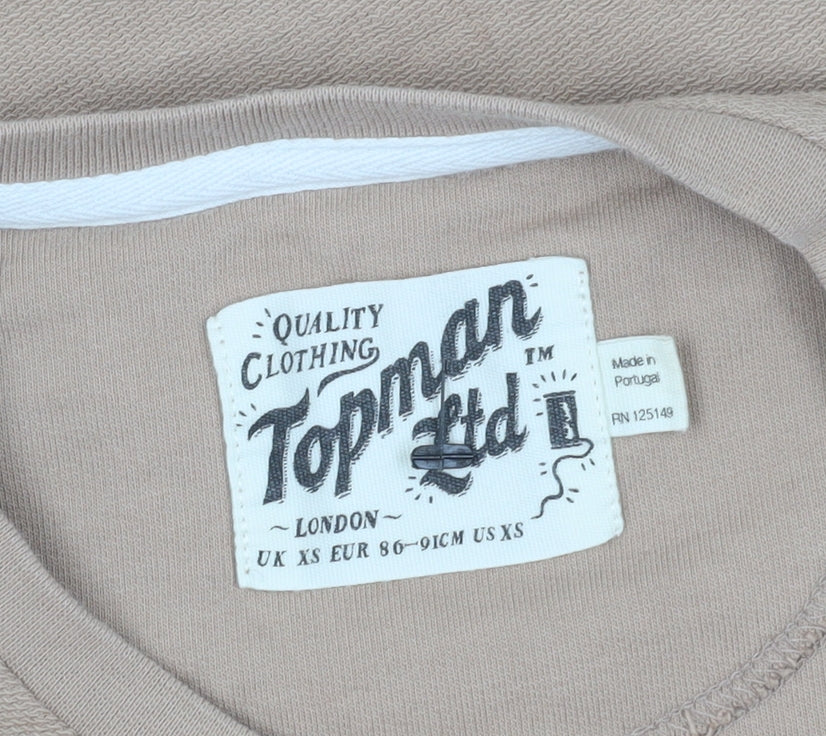 QUALITY
CLOTHING
Topman
Ltd
TM
~LONDON~
UK XS EUR 86-91CM US XS
Made in
Portugal
RN 125149